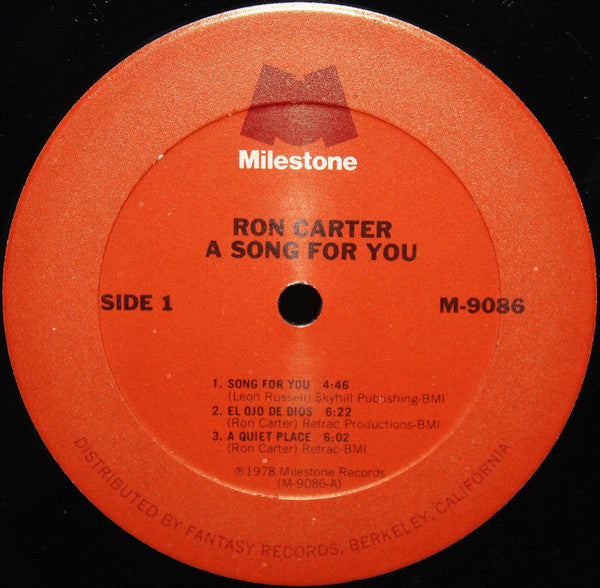 Milestone
RON CARTER
A SONG FOR YOU
SIDE 1
M-9086
1. SONG FOR YOU 4:46
(Leon Russell) Skyhill Publishing-BMI
2. EL OJO DE DIOS 6:22
(Ron Carter) Retrac Productions-BMI
3. A QUIET PLACE 6:02
(Ron Carter) Retrac-BMI
℗1978 Milestone Records
(M-9086-A)
DISTRIBUTED BY FANTASY RECORDS, BERKELEY, CALIFORNIA